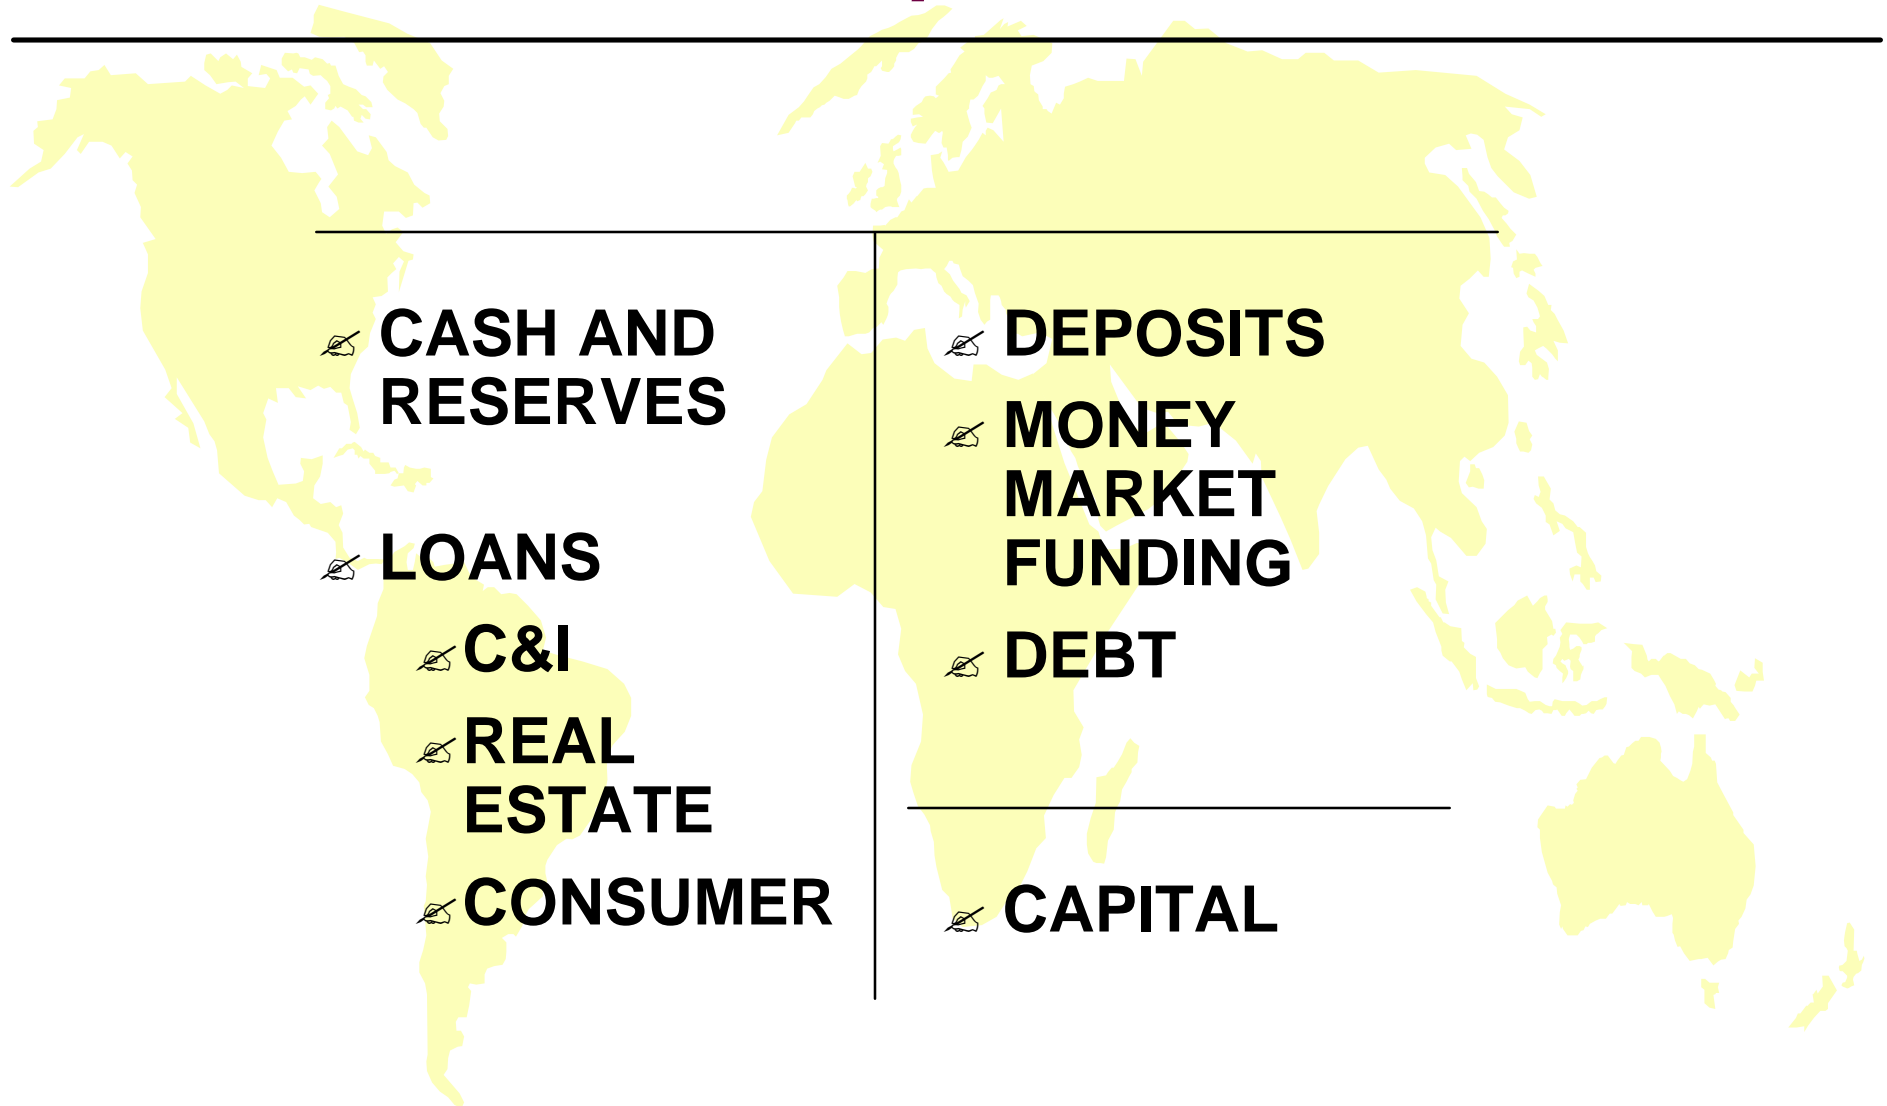 CASH AND
RESERVES
LOANS
C&I
REAL
ESTATE
CONSUMER
DEPOSITS
MONEY
MARKET
FUNDING
DEBT
CAPITAL